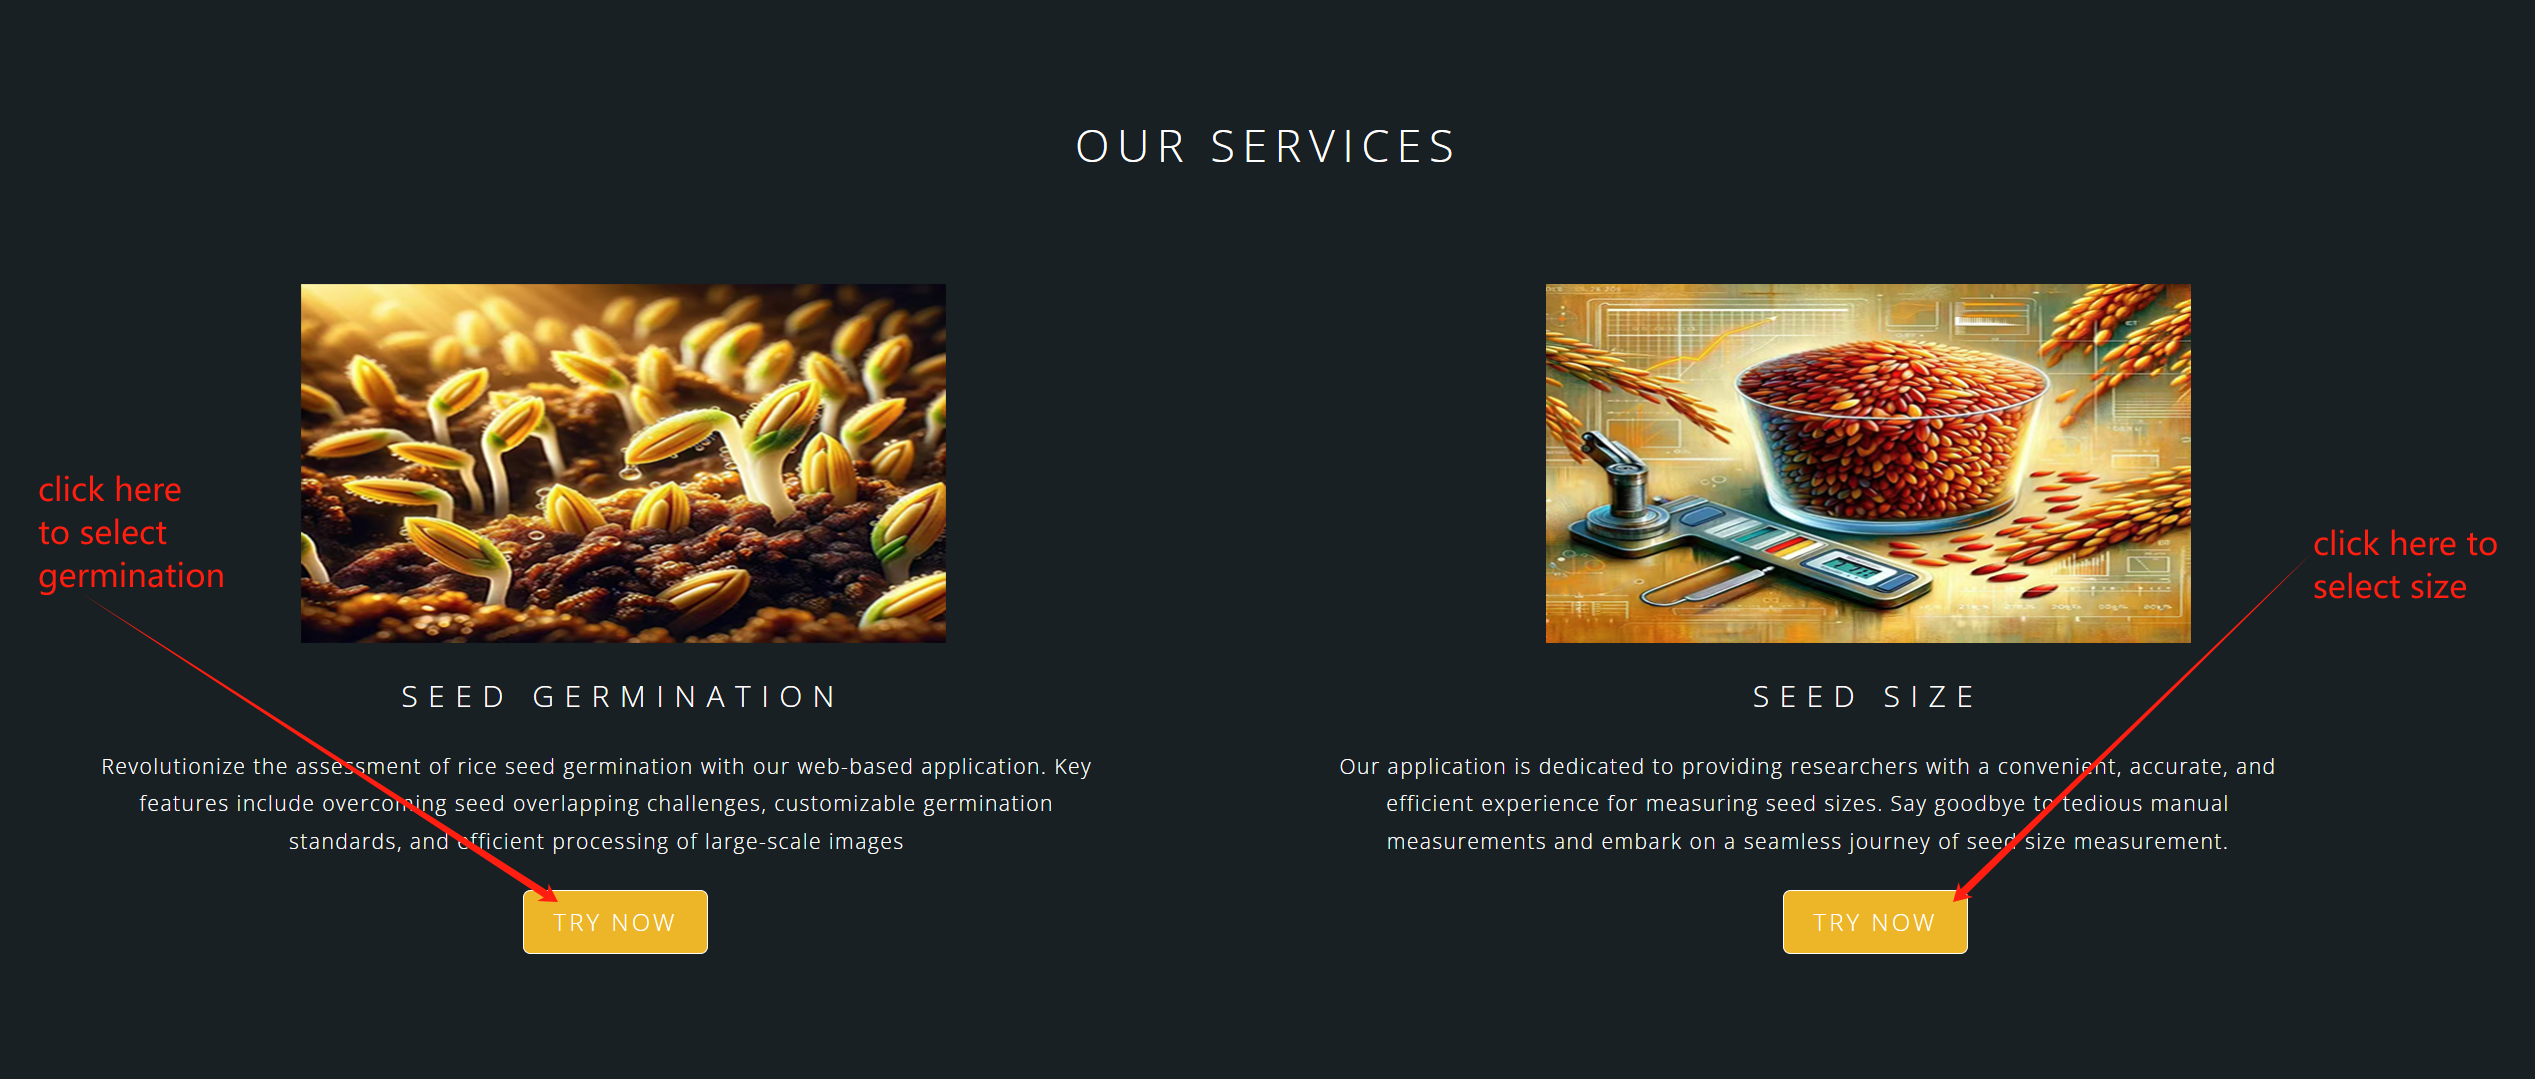 OUR SERVICES
click here
to select
germination
click here to
select size
SEED GERMINATION
Revolutionize the assessment of rice seed germination with our web-based application. Key
features include overcoming seed overlapping challenges, customizable germination
standards, and efficient processing of large-scale images
TRY NOW
SEED SIZE
Our application is dedicated to providing researchers with a convenient, accurate, and
efficient experience for measuring seed sizes. Say goodbye to tedious manual
measurements and embark on a seamless journey of seed size measurement.
TRY NOW